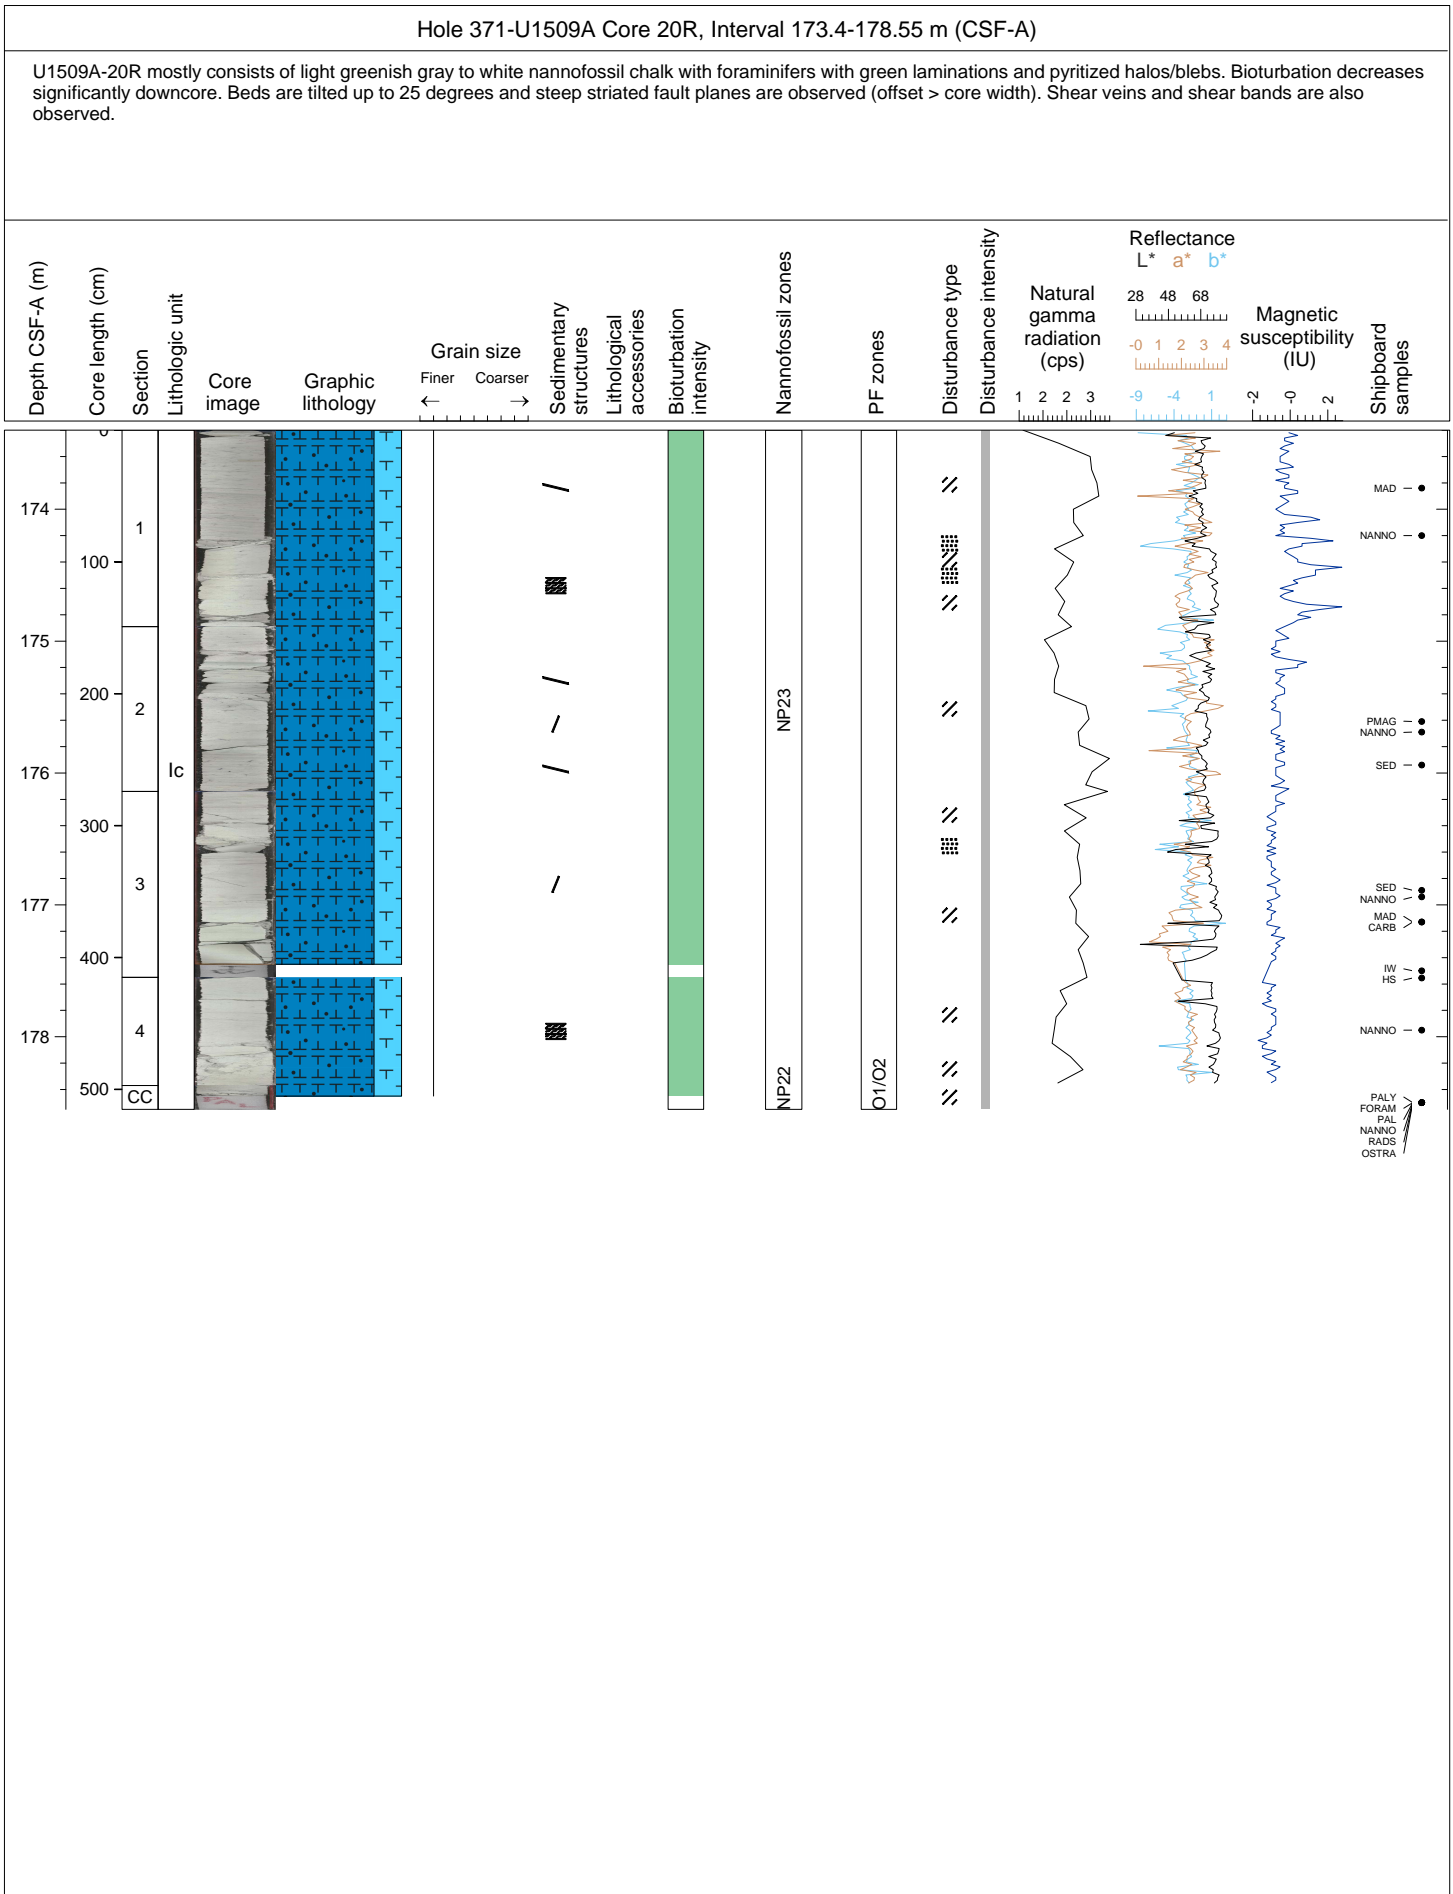 Hole 371-U1509A Core 20R, Interval 173.4-178.55 m (CSF-A)
U1509A-20R mostly consists of light greenish gray to white nannofossil chalk with foraminifers with green laminations and pyritized halos/blebs. Bioturbation decreases
significantly downcore. Beds are tilted up to 25 degrees and steep striated fault planes are observed (offset > core width). Shear veins and shear bands are also
observed.
Depth CSF-A (m)
Core length (cm)
Section
Lithologic unit
Core
image
Graphic
lithology
Grain size
Finer Coarser
← →
Sedimentary
structures
Lithological
accessories
Bioturbation
intensity
Nannofossil zones
PF zones
Disturbance type
Disturbance intensity
Natural
gamma
radiation
(cps)
1 2 2 3
Reflectance
L* a* b*
28 48 68
-0 1 2 3 4
-9 -4 1
Magnetic
susceptibility
(IU)
-2 -0 2
Shipboard
samples
174
175
176
177
178
0
100
200
300
400
500
1
2
3
4
CC
Ic
NP23
NP22
O1/O2
MAD
NANNO
PMAG
NANNO
SED
SED
NANNO
MAD
CARB
IW
HS
NANNO
PALY
FORAM
PAL
NANNO
RADS
OSTRA